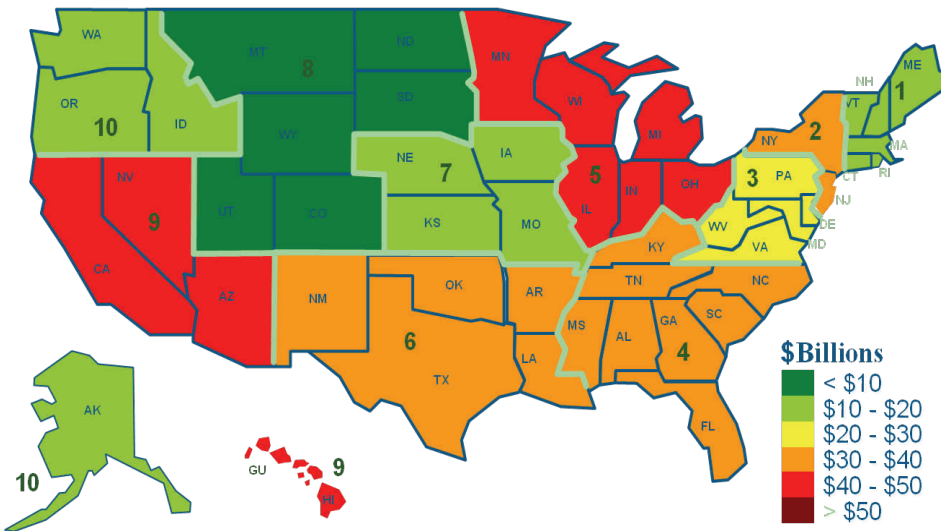 WA
MT
ND
MN
ME
8
NH
VT
1
OR
10
ID
SD
WI
MI
NY
2
MA
WY
CT
RI
NE
7
IA
3
PA
NJ
NV
5
9
UT
CO
KS
MO
IL
IN
OH
WV
DE
MD
VA
KY
CA
AZ
NM
OK
AR
TN
NC
6
MS
AL
GA
SC
4
TX
LA
FL
AK
10
GU
9
HI
$Billions
< $10
$10 - $20
$20 - $30
$30 - $40
$40 - $50
> $50